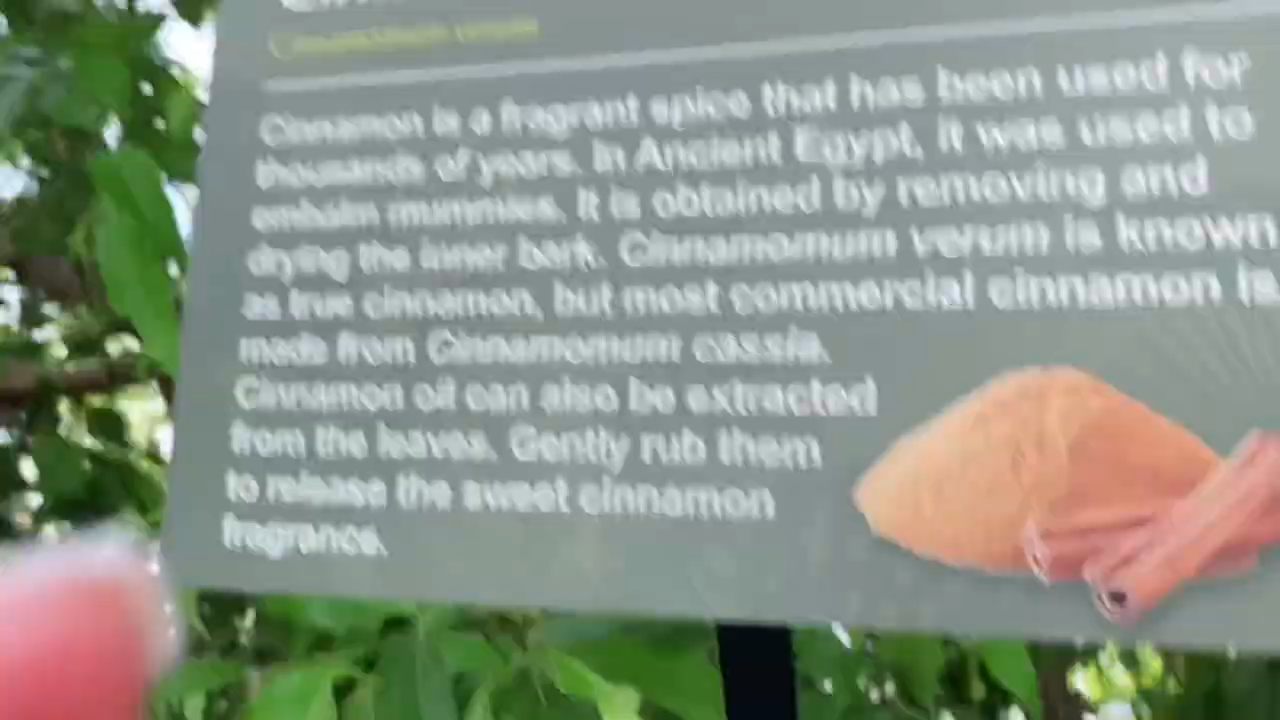 Cinnamomum verum
Cinnamon is a fragrant spice that has been used for
thousands of years. In Ancient Egypt, it was used to
embalm mummies. It is obtained by removing and
drying the inner bark. Cinnamomum verum is known
as true cinnamon, but most commercial cinnamon is
made from Cinnamomum cassia.
Cinnamon oil can also be extracted
from the leaves. Gently rub them
to release the sweet cinnamon
fragrance.